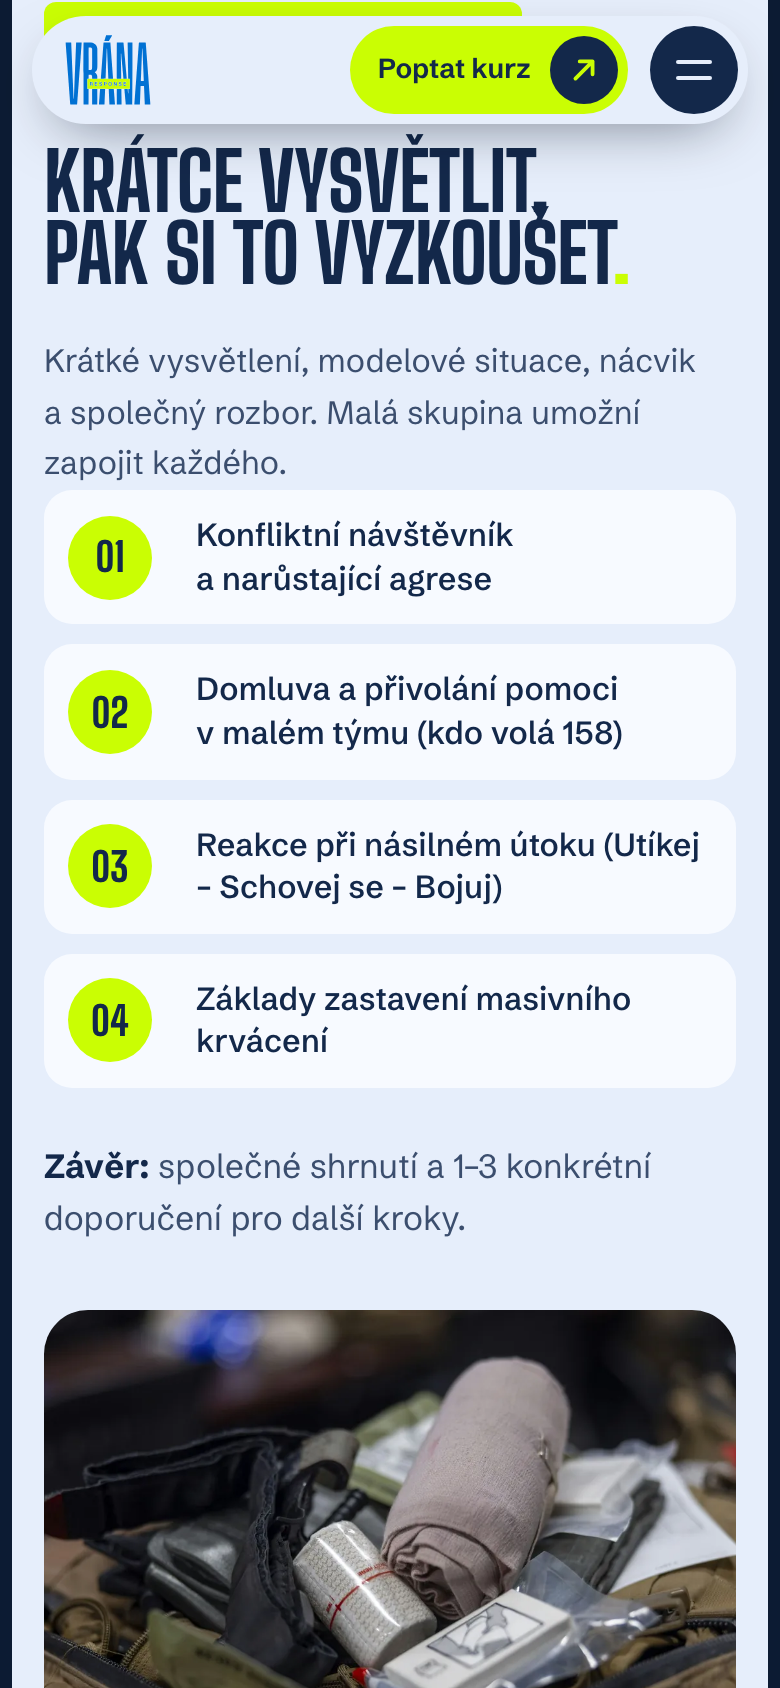 VRÁNA
RESPONSE
Poptat kurz
KRÁTCE VYSVĚTLIT,
PAK SI TO VYZKOUŠET.
Krátké vysvětlení, modelové situace, nácvik
a společný rozbor. Malá skupina umožní
zapojit každého.
01
Konfliktní návštěvník
a narůstající agrese
02
Domluva a přivolání pomoci
v malém týmu (kdo volá 158)
03
Reakce při násilném útoku (Utíkej
– Schovej se – Bojuj)
04
Základy zastavení masivního
krvácení
Závěr: společné shrnutí a 1–3 konkrétní
doporučení pro další kroky.